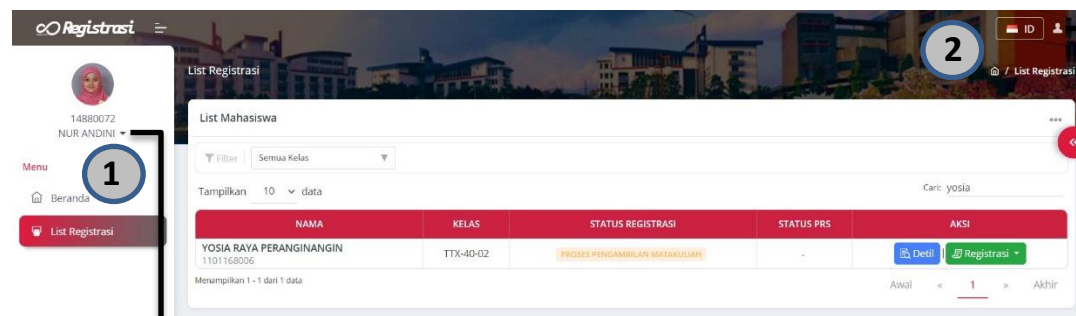 Registrasi
ID
2
List Registrasi
/ List Registrasi
14880072
NUR ANDINI
List Mahasiswa
Menu
1
Beranda
List Registrasi
Filter
Semua Kelas
Tampilkan 10 data
Cari: yosia
NAMA KELAS STATUS REGISTRASI STATUS PRS AKSI
YOSIA RAYA PERANGINANGIN TTX-40-02 PROSES PENGAMBILAN MATAKULIAH - Detil | Registrasi
1101168006
Menampilkan 1 - 1 dari 1 data
Awal « 1 » Akhir